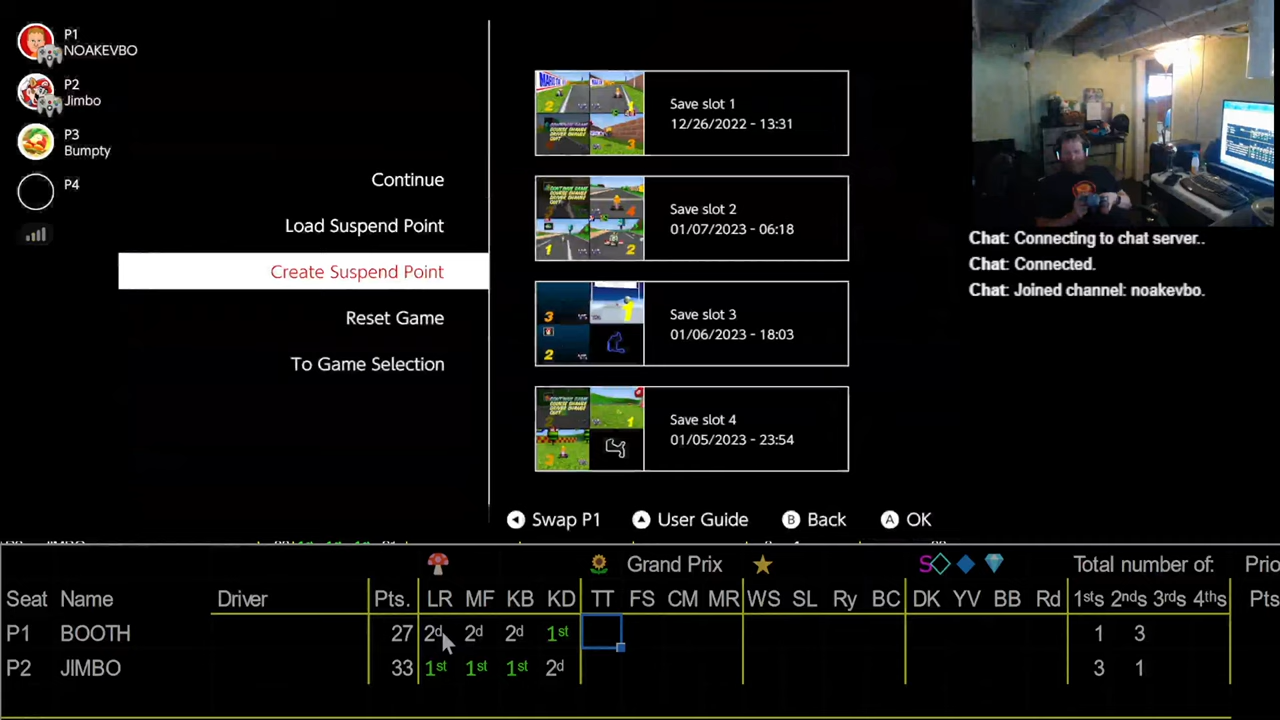 P1
NOAKEVBO
P2
Jimbo
P3
Bumpty
P4
Continue
Load Suspend Point
Create Suspend Point
Reset Game
To Game Selection
Save slot 1
12/26/2022 - 13:31
Save slot 2
01/07/2023 - 06:18
Save slot 3
01/06/2023 - 18:03
Save slot 4
01/05/2023 - 23:54
Swap P1 User Guide B Back A OK
Chat: Connecting to chat server..
Chat: Connected.
Chat: Joined channel: noakevbo.
Grand Prix S Total number of: Prio
Seat Name Driver Pts. LR MF KB KD TT FS CM MR WS SL Ry BC DK YV BB Rd 1sts 2nds 3rds 4ths Pts.
P1 BOOTH 27 2d 2d 2d 1st 1 3
P2 JIMBO 33 1st 1st 1st 2d 3 1